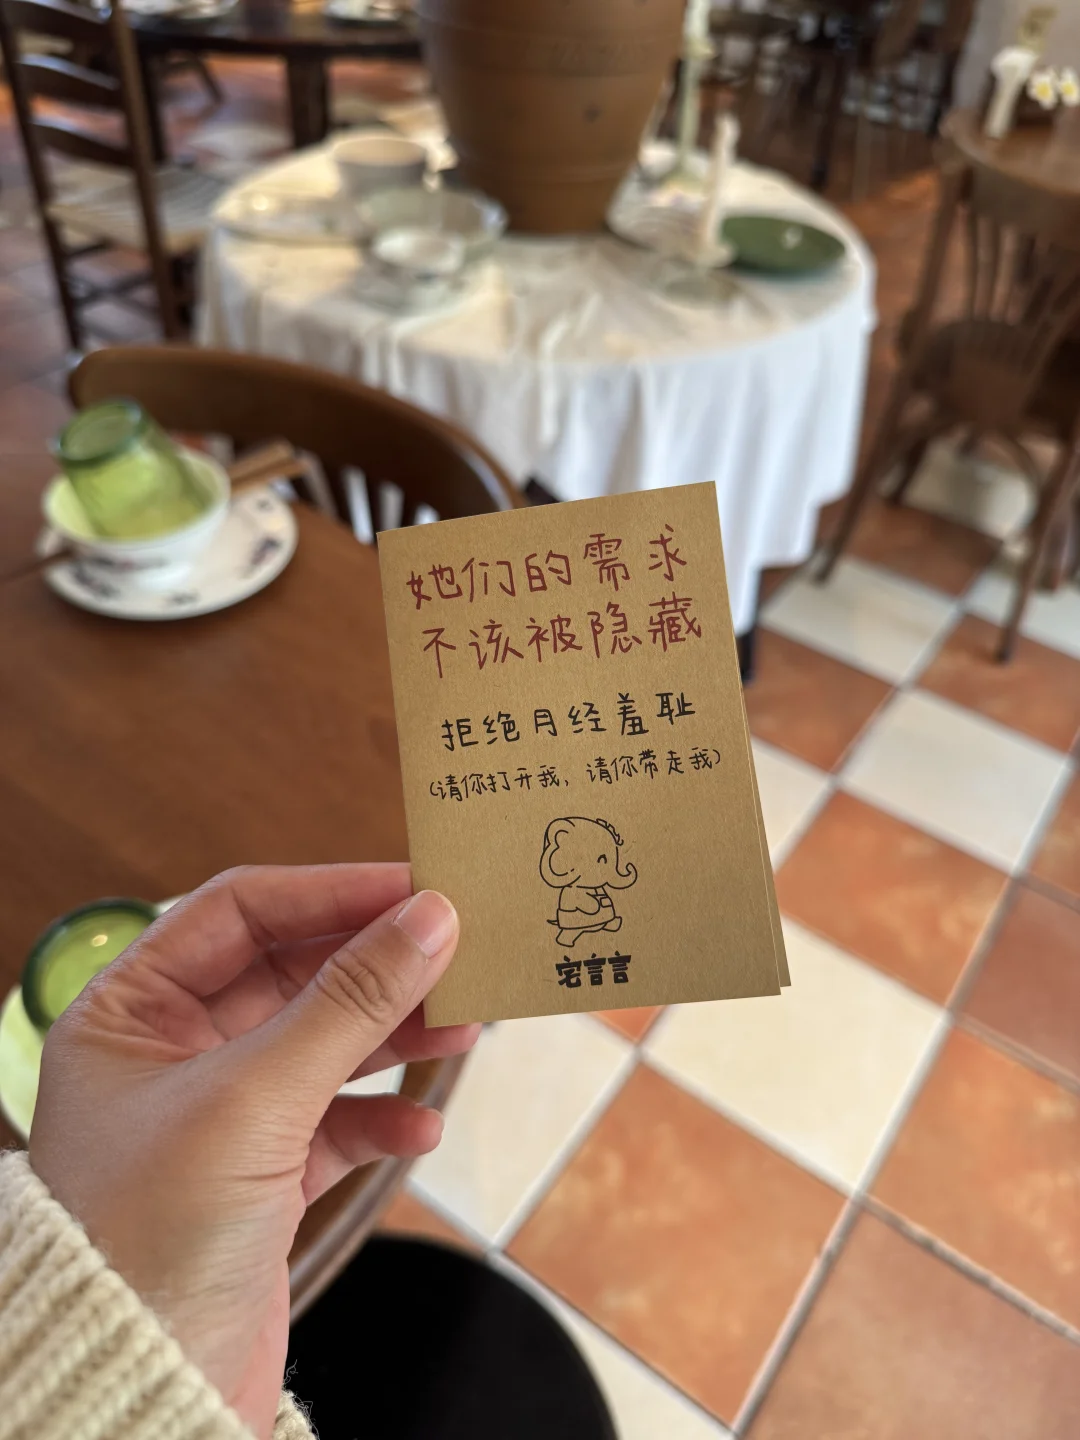 她们的需求
不该被隐藏
拒绝月经羞耻
(请你打开我，请你带走我)
宅言言